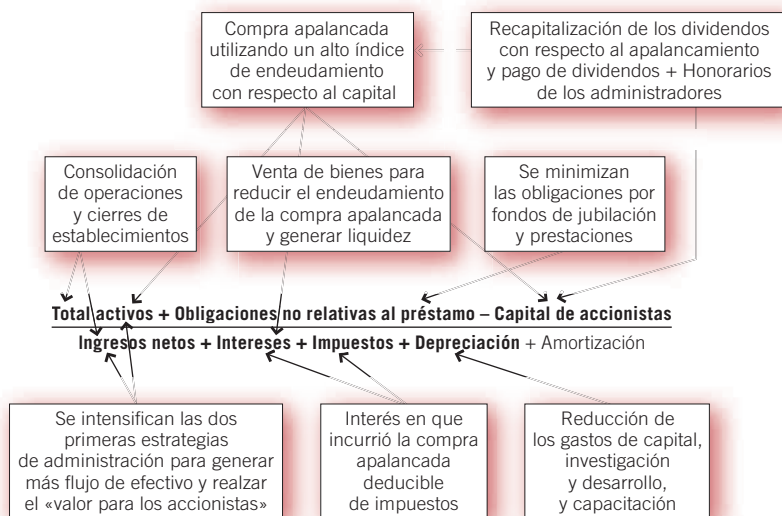 Compra apalancada
utilizando un alto índice
de endeudamiento
con respecto al capital
Recapitalización de los dividendos
con respecto al apalancamiento
y pago de dividendos + Honorarios
de los administradores
Consolidación
de operaciones
y cierres de
establecimientos
Venta de bienes para
reducir el endeudamiento
de la compra apalancada
y generar liquidez
Se minimizan
las obligaciones por
fondos de jubilación
y prestaciones
Total activos + Obligaciones no relativas al préstamo – Capital de accionistas
Ingresos netos + Intereses + Impuestos + Depreciación + Amortización
Se intensifican las dos
primeras estrategias
de administración para generar
más flujo de efectivo y realzar
el «valor para los accionistas»
Interés en que
incurrió la compra
apalancada
deducible
de impuestos
Reducción de
los gastos de capital,
investigación
y desarrollo,
y capacitación